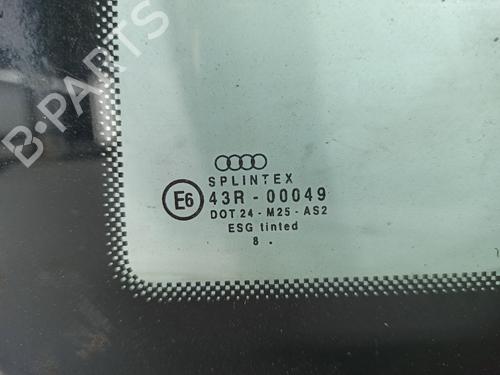 B-PARTS
SPLINTEX
E6 43R - 00049
DOT 24 - M25 - AS2
ESG tinted
8 .